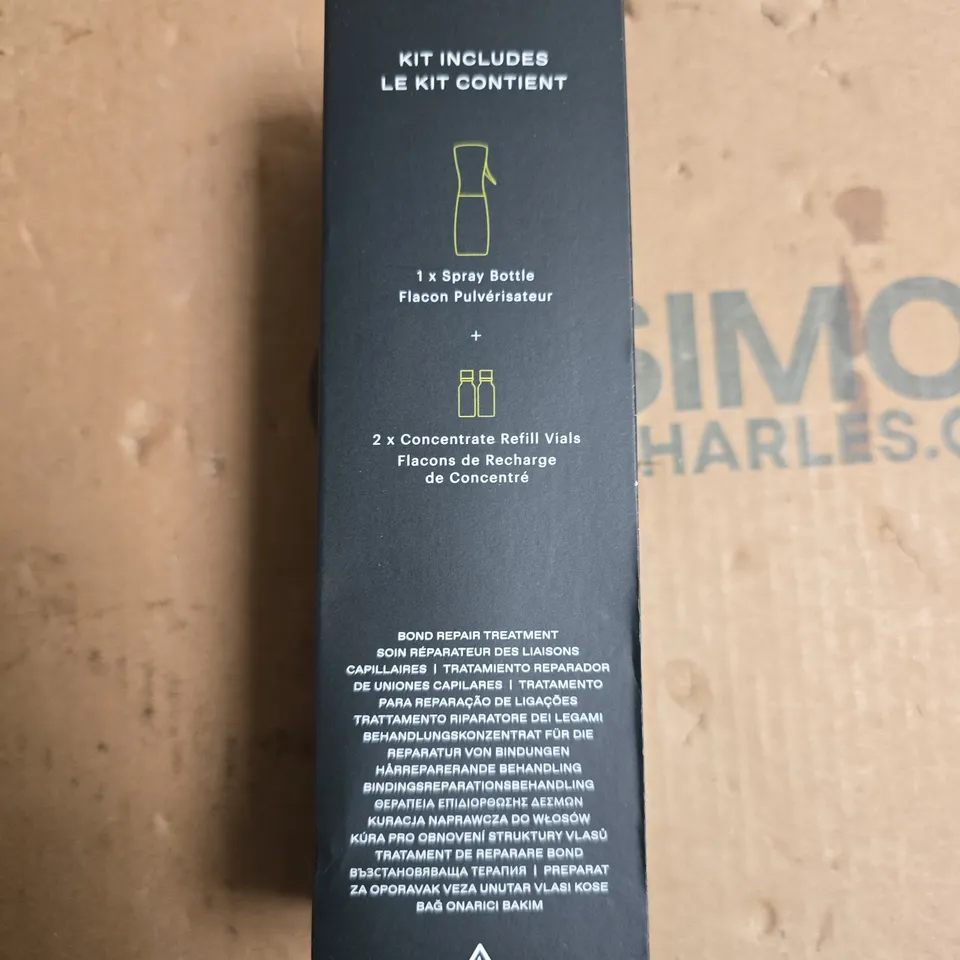 KIT INCLUDES
LE KIT CONTIENT
1 x Spray Bottle
Flacon Pulvérisateur
+
2 x Concentrate Refill Vials
Flacons de Recharge
de Concentré
BOND REPAIR TREATMENT
SOIN RÉPARATEUR DES LIAISONS
CAPILLAIRES | TRATAMIENTO REPARADOR
DE UNIONES CAPILARES | TRATAMENTO
PARA REPARAÇÃO DE LIGAÇÕES
TRATTAMENTO RIPARATORE DEI LEGAMI
BEHANDLUNGSKONZENTRAT FÜR DIE
REPARATUR VON BINDUNGEN
HÅRREPARERANDE BEHANDLING
BINDINGSREPARATIONSBEHANDLING
ΘΕΡΑΠΕΙΑ ΕΠΙΔΙΟΡΘΩΣΗΣ ΔΕΣΜΩΝ
KURACJA NAPRAWCZA DO WŁOSÓW
KÚRA PRO OBNOVENÍ STRUKTURY VLASŮ
TRATAMENT DE REPARARE BOND
ВЪЗСТАНОВЯВАЩА ТЕРАПИЯ | PREPARAT
ZA OPORAVAK VEZA UNUTAR VLASI KOSE
BAĞ ONARICI BAKIM
SIMO
HARLES.C